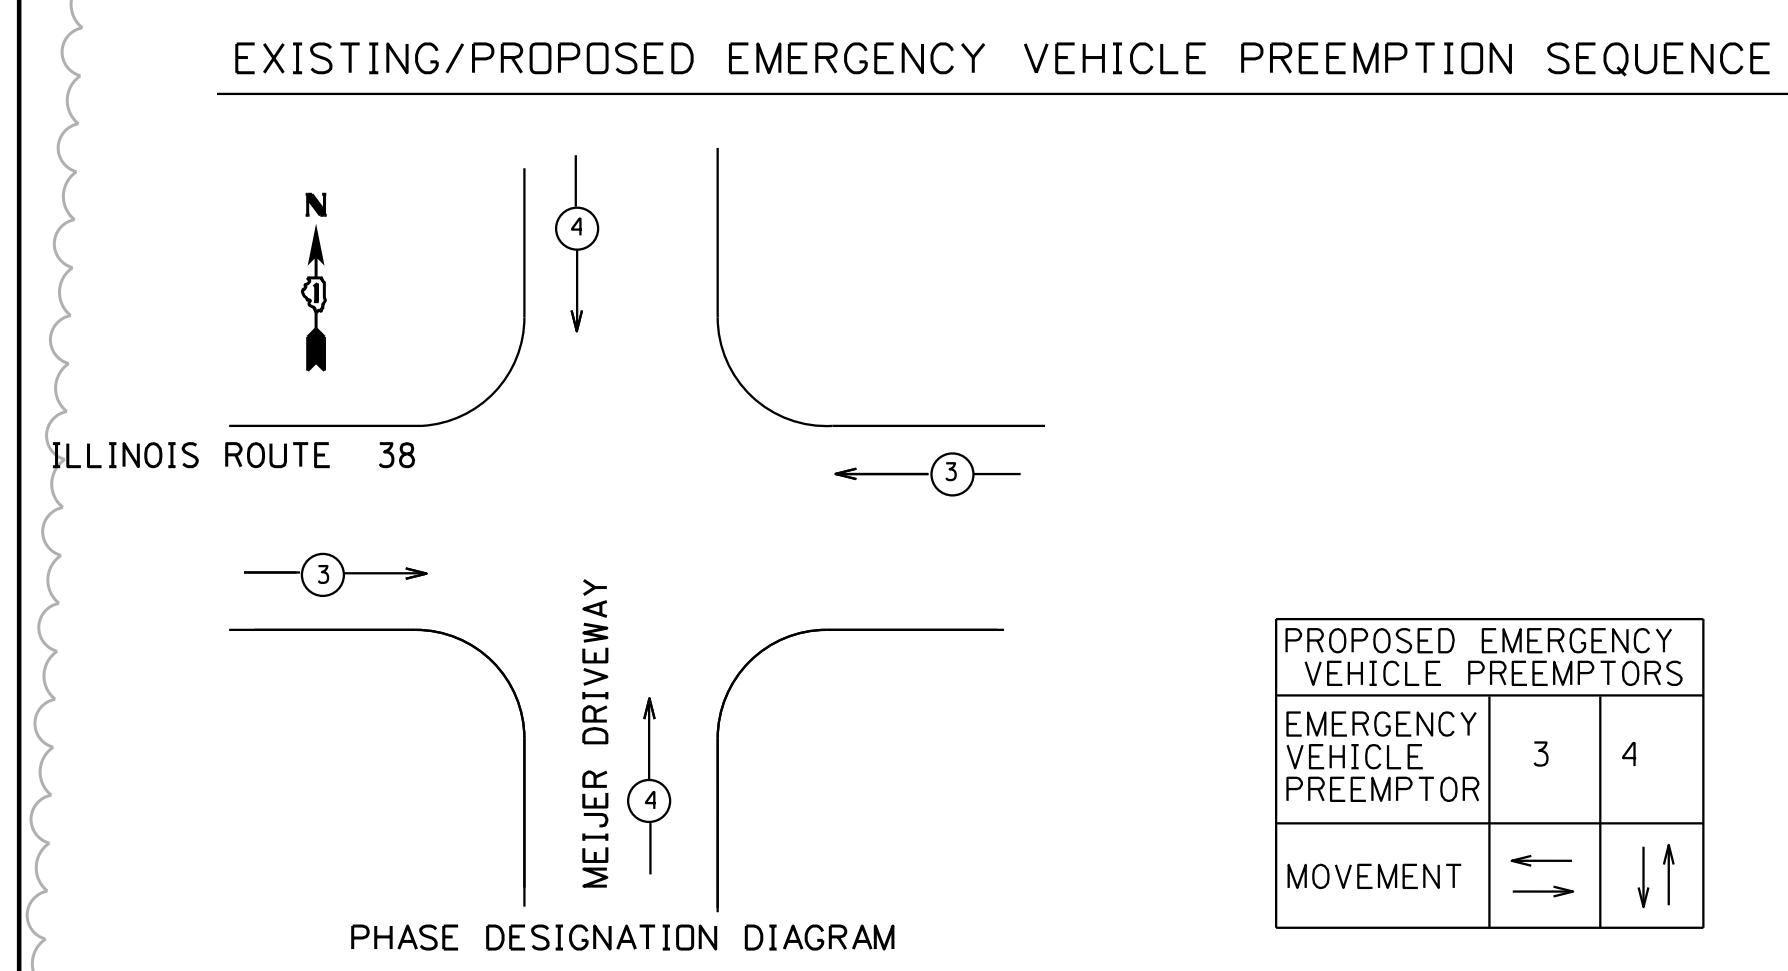 EXISTING/PROPOSED EMERGENCY VEHICLE PREEMPTION SEQUENCE
N
1
4
ILLINOIS ROUTE 38
3
3
MEIJER DRIVEWAY
4
PHASE DESIGNATION DIAGRAM
PROPOSED EMERGENCY
VEHICLE PREEMPTORS
EMERGENCY
VEHICLE
PREEMPTOR
3
4
MOVEMENT